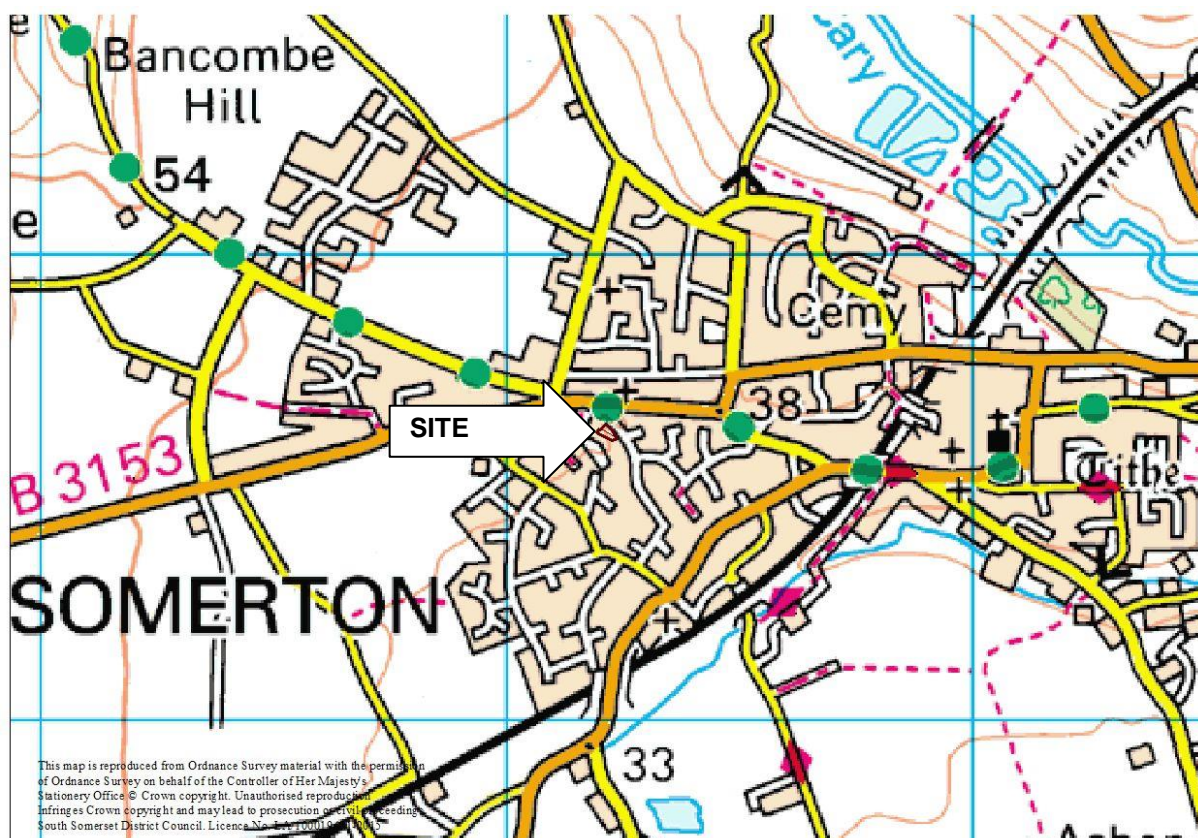 e
Bancombe
Hill
54
e
Cary
Cemy
38
SITE
B 3153
Tithe
SOMERTON
33
This map is reproduced from Ordnance Survey material with the permission
of Ordnance Survey on behalf of the Controller of Her Majesty's
Stationery Office © Crown copyright. Unauthorised reproduction
Infringes Crown copyright and may lead to prosecution or civil proceeding
South Somerset District Council. Licence No.